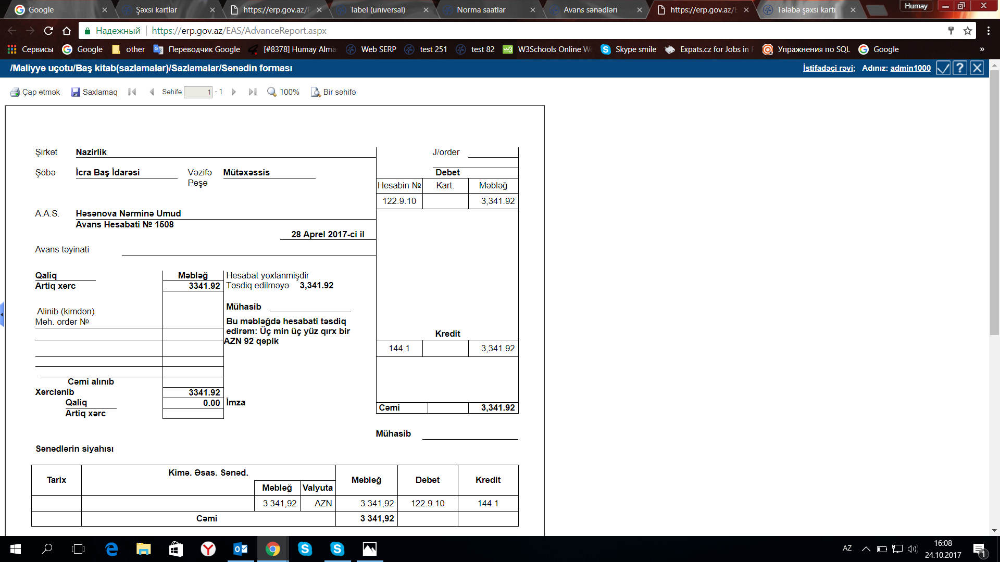 Google
Şəxsi kartlar
https://erp.gov.az/E
Tabel (universal)
Norma saatlar
Avans sənədləri
https://erp.gov.az/E
Tələbə şəxsi kartı
Humay
Надежный
https://erp.gov.az/EAS/AdvanceReport.aspx
Сервисы
Google
other
Переводчик Google
[#8378] Humay Alma
Web SERP
test 251
test 82
W3Schools Online W
Skype smile
Expats.cz for Jobs in
Упражнения по SQL
Google
»
/Maliyyə uçotu/Baş kitab(sazlamalar)/Sazlamalar/Sənədin forması
İstifadəçi rəyi; Adınız: admin1000
Çap etmək
Saxlamaq
Səhifə 1 - 1
100%
Bir səhifə
Şirkət Nazirlik
J/order
Şöbə İcra Baş İdarəsi Vəzifə Mütəxəssis
Peşə
Debet
Hesabin № Kart. Məbləğ
122.9.10 3,341.92
A.A.S. Həsənova Nərminə Umud
Avans Hesabati № 1508
28 Aprel 2017-ci il
Avans təyinati
Qaliq Məbləğ Hesabat yoxlanmişdir
Artiq xərc 3341.92 Təsdiq edilməyə 3,341.92
Mühasib
Alinib (kimdən)
Məh. order №
Bu məbləğdə hesabati təsdiq
edirəm: Üç min üç yüz qırx bir
AZN 92 qəpik
Kredit
144.1 3,341.92
Cəmi alınıb
Xərclənib 3341.92
Qaliq 0.00 İmza
Artiq xərc
Cəmi 3,341.92
Mühasib
Sənədlərin siyahısı
Tarix Kimə. Əsas. Sənəd. Məbləğ Debet Kredit
Məbləğ Valyuta
3 341,92 AZN 3 341,92 122.9.10 144.1
Cəmi 3 341,92
AZ
16:08
24.10.2017
1